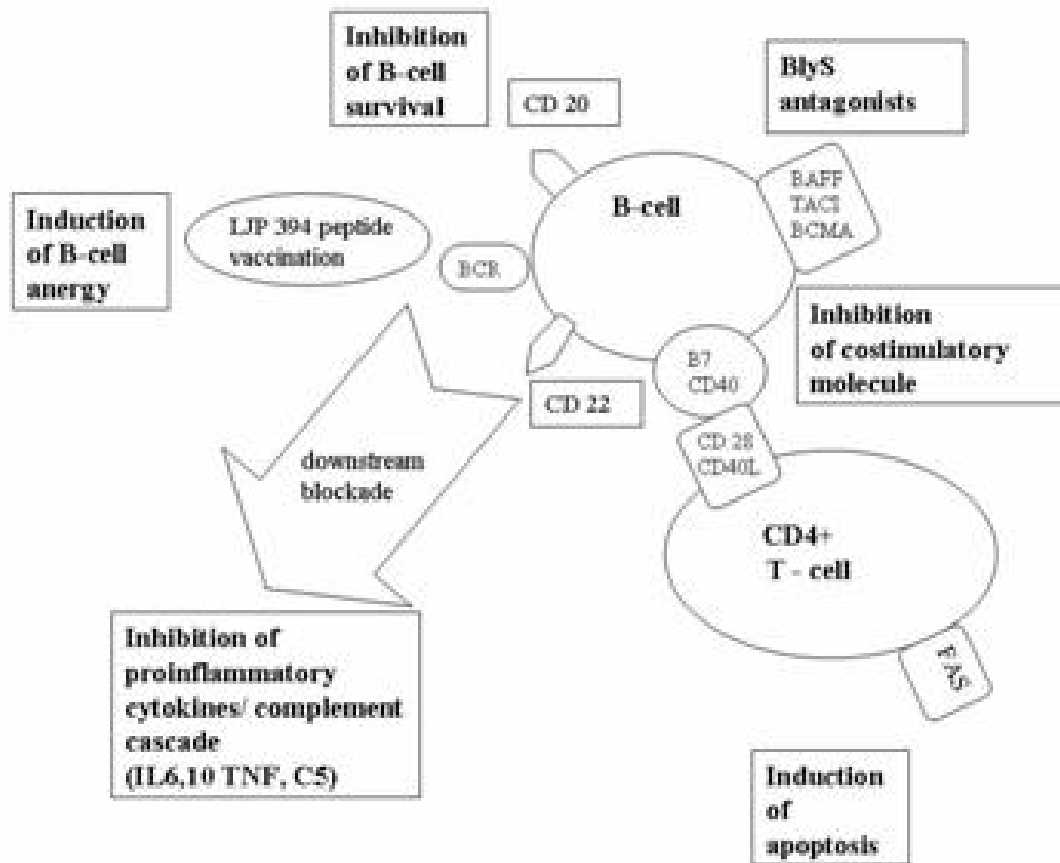 Inhibition
of B-cell
survival
CD 20
BlyS
antagonists
BAFF
TACI
BCMA
B-cell
Induction
of B-cell
anergy
LJP 394 peptide
vaccination
BCR
Inhibition
of costimulatory
molecule
B7
CD40
CD 22
CD 28
CD40L
downstream
blockade
CD4+
T - cell
FAS
Inhibition of
proinflammatory
cytokines/ complement
cascade
(IL6,10 TNF, C5)
Induction
of
apoptosis